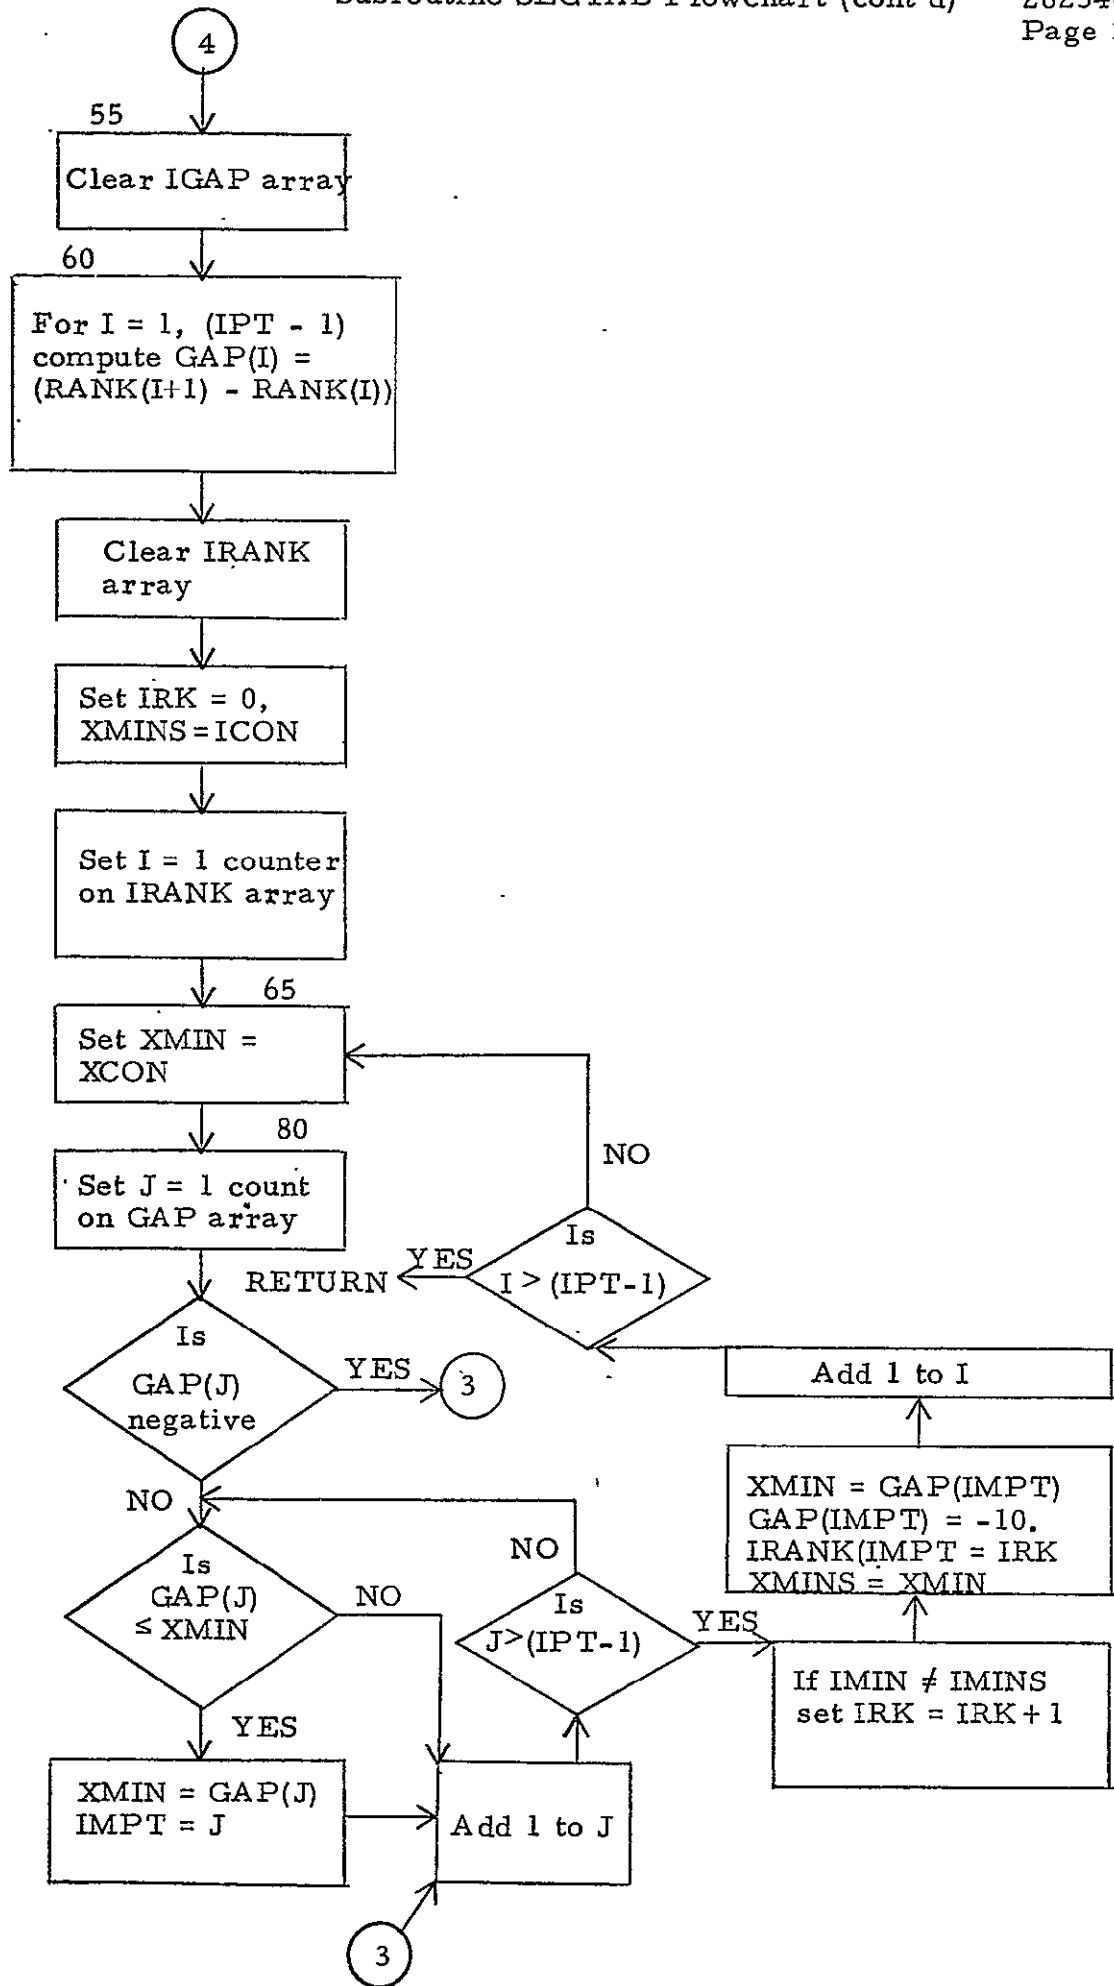 4
55
Clear IGAP array
60
For I = 1, (IPT - 1)
compute GAP(I) =
(RANK(I+1) - RANK(I))
Clear IRANK
array
Set IRK = 0,
XMINS = ICON
Set I = 1 counter
on IRANK array
65
Set XMIN =
XCON
80
Set J = 1 count
on GAP array
NO
Is
I > (IPT-1)
YES
RETURN
Is
GAP(J)
negative
YES
3
Add 1 to I
NO
XMIN = GAP(IMPT)
GAP(IMPT) = -10.
IRANK(IMPT = IRK
XMINS = XMIN
Is
GAP(J)
≤ XMIN
NO
NO
Is
J>(IPT-1)
YES
If IMIN ≠ IMINS
set IRK = IRK+1
YES
XMIN = GAP(J)
IMPT = J
Add 1 to J
3